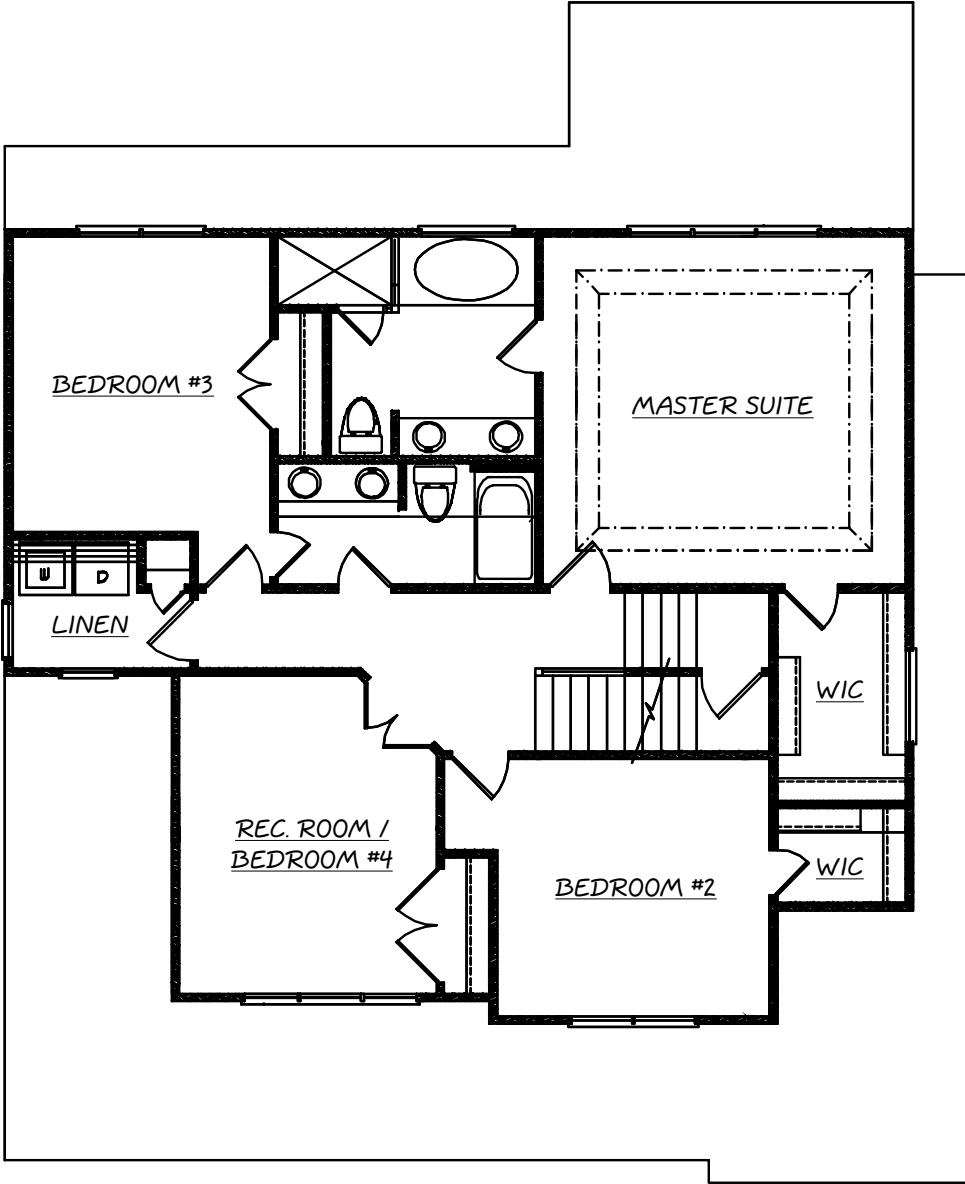 BEDROOM #3
MASTER SUITE
W
D
LINEN
WIC
REC. ROOM /
BEDROOM #4
BEDROOM #2
WIC